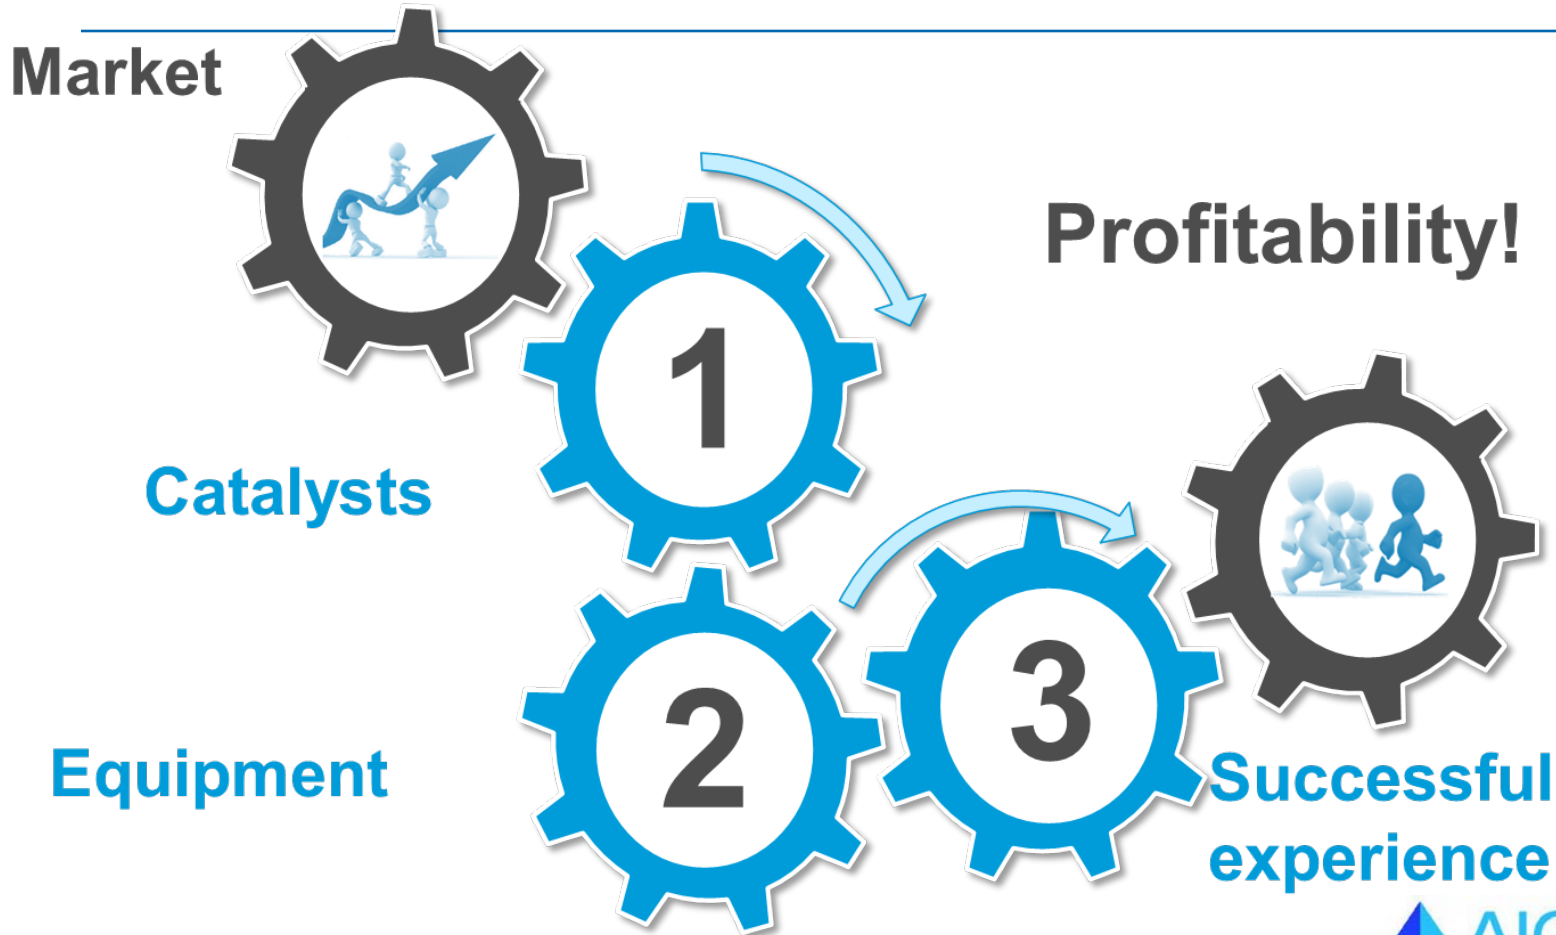 Market
Profitability!
1
Catalysts
2
3
Equipment
Successful
experience